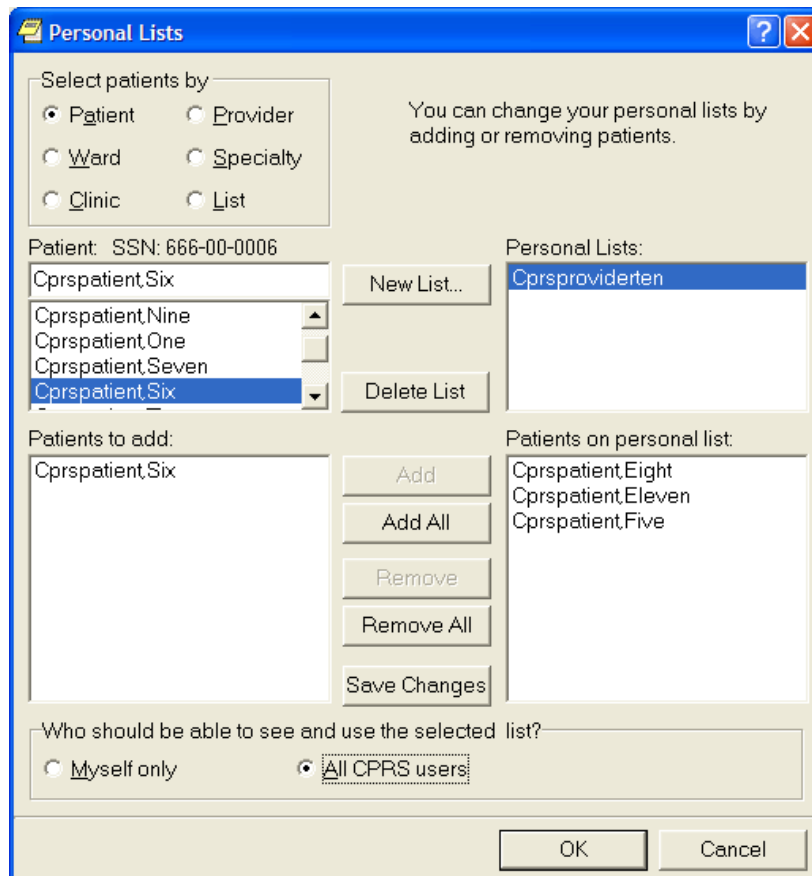 Personal Lists
Select patients by
Patient
Provider
Ward
Specialty
Clinic
List
You can change your personal lists by
adding or removing patients.
Patient: SSN: 666-00-0006
Cprspatient,Six
Cprspatient,Nine
Cprspatient,One
Cprspatient,Seven
Cprspatient,Six
New List...
Delete List
Personal Lists:
Cprsproviderten
Patients to add:
Cprspatient,Six
Add
Add All
Remove
Remove All
Save Changes
Patients on personal list:
Cprspatient,Eight
Cprspatient,Eleven
Cprspatient,Five
Who should be able to see and use the selected list?
Myself only
All CPRS users
OK
Cancel